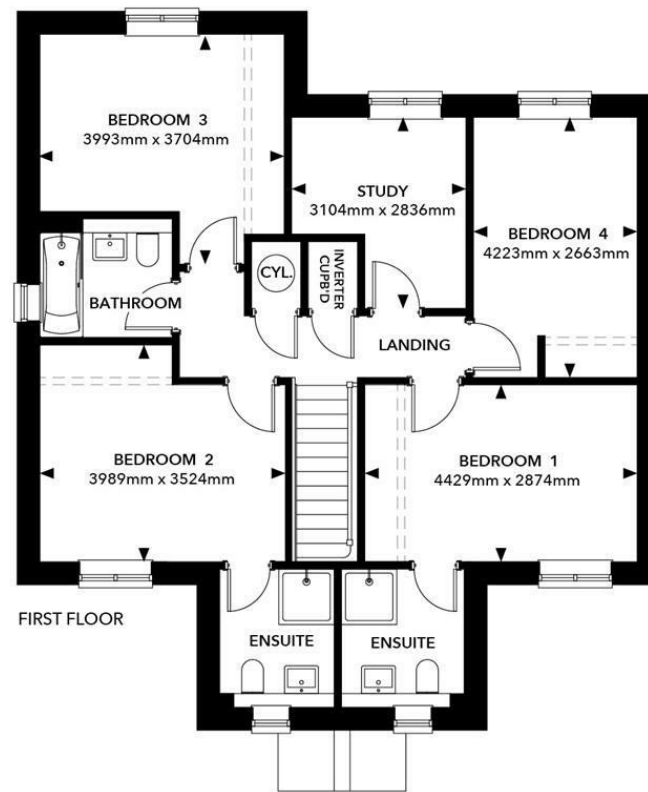 BEDROOM 3
3993mm x 3704mm
STUDY
3104mm x 2836mm
BEDROOM 4
4223mm x 2663mm
BATHROOM
CYL.
INVERTER
CUPB'D
LANDING
BEDROOM 2
3989mm x 3524mm
BEDROOM 1
4429mm x 2874mm
FIRST FLOOR
ENSUITE
ENSUITE